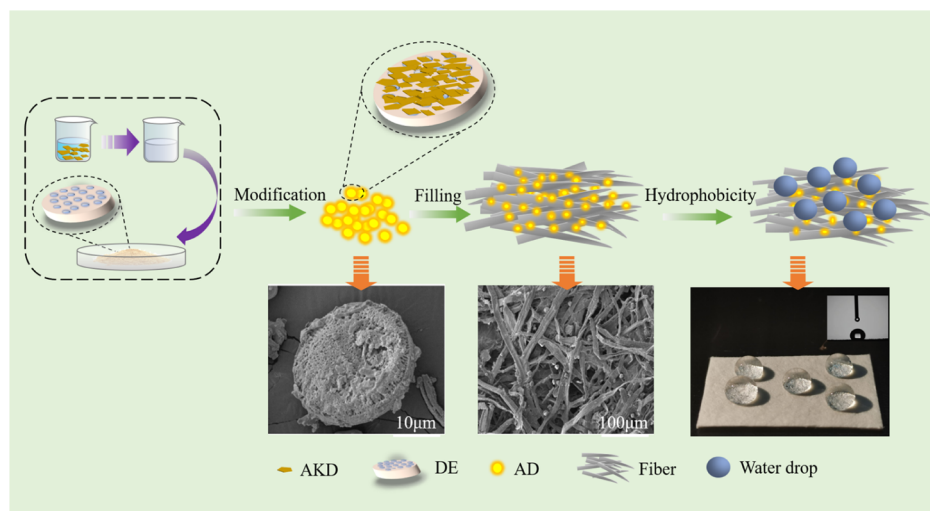 Modification
Filling
Hydrophobicity
10μm
100μm
AKD
DE
AD
Fiber
Water drop